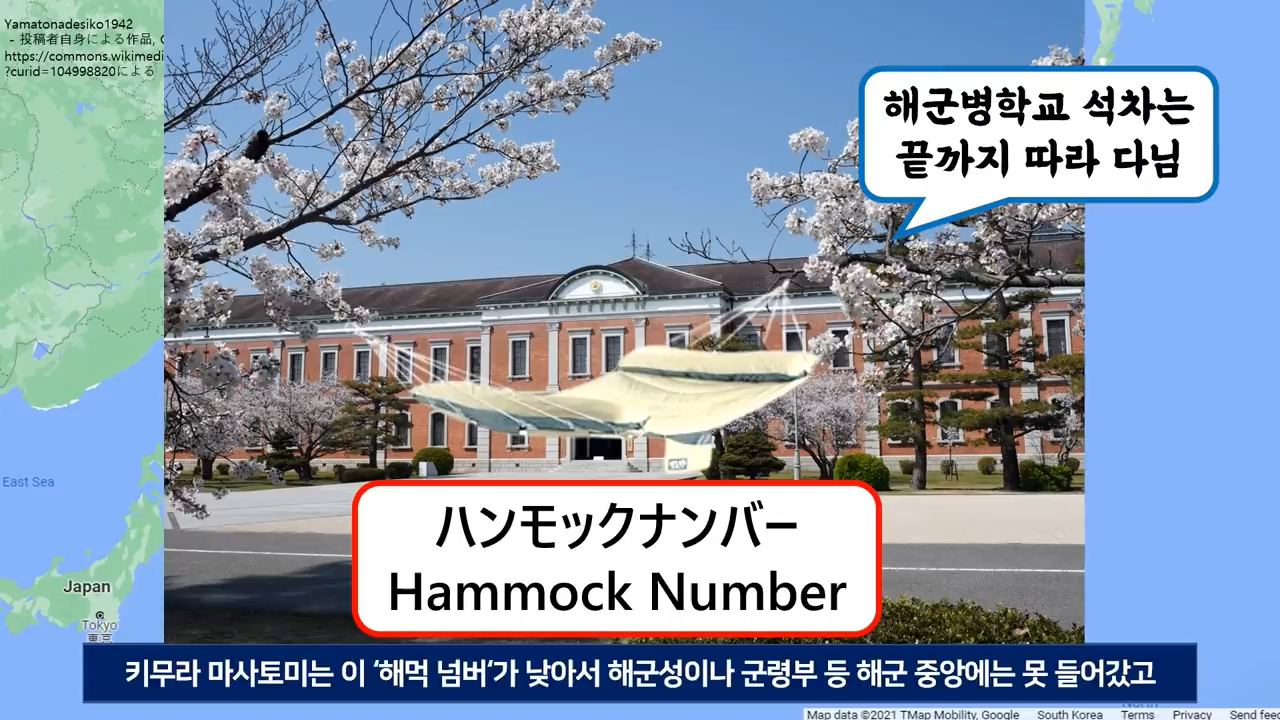 Yamatonadesiko1942
- 投稿者自身による作品, C
https://commons.wikimedi
?curid=104998820による
해군병학교 석차는
끝까지 따라 다님
East Sea
Japan
Tokyo
東京
ハンモックナンバー
Hammock Number
키무라 마사토미는 이 ‘해먹 넘버‘가 낮아서 해군성이나 군령부 등 해군 중앙에는 못 들어갔고
Map data ©2021 TMap Mobility, Google South Korea Terms Privacy Send feed